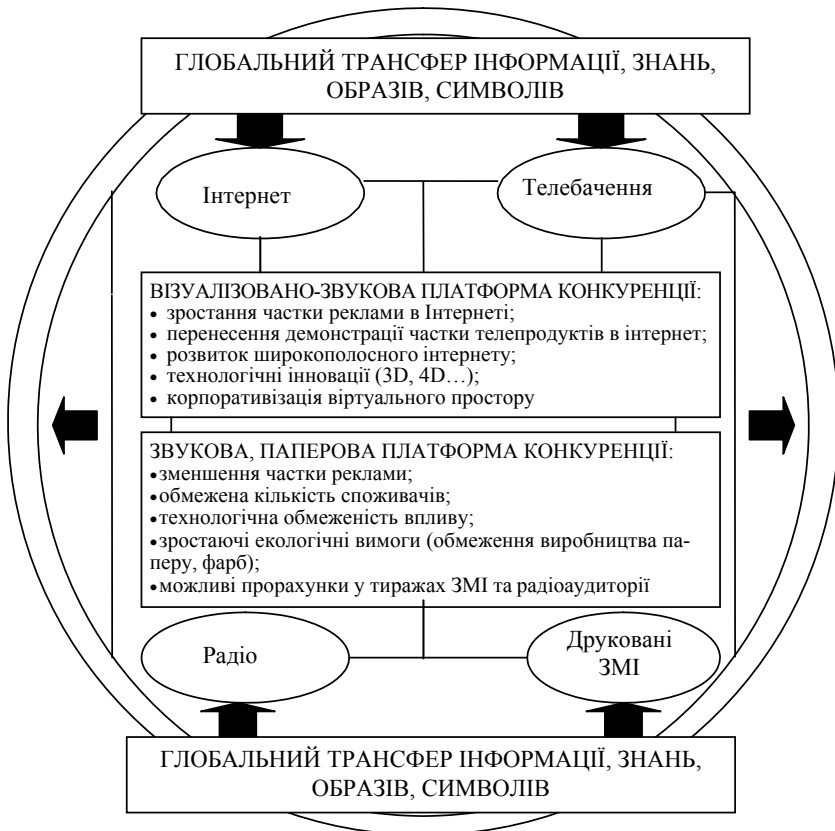 ГЛОБАЛЬНИЙ ТРАНСФЕР ІНФОРМАЦІЇ, ЗНАНЬ,
ОБРАЗІВ, СИМВОЛІВ
Інтернет
Телебачення
ВІЗУАЛІЗОВАНО-ЗВУКОВА ПЛАТФОРМА КОНКУРЕНЦІЇ:
• зростання частки реклами в Інтернеті;
• перенесення демонстрації частки телепродуктів в інтернет;
• розвиток широкополосного інтернету;
• технологічні інновації (3D, 4D…);
• корпоративізація віртуального простору
ЗВУКОВА, ПАПЕРОВА ПЛАТФОРМА КОНКУРЕНЦІЇ:
•зменшення частки реклами;
•обмежена кількість споживачів;
•технологічна обмеженість впливу;
•зростаючі екологічні вимоги (обмеження виробництва па-
перу, фарб);
•можливі прорахунки у тиражах ЗМІ та радіоаудиторії
Радіо
Друковані
ЗМІ
ГЛОБАЛЬНИЙ ТРАНСФЕР ІНФОРМАЦІЇ, ЗНАНЬ,
ОБРАЗІВ, СИМВОЛІВ